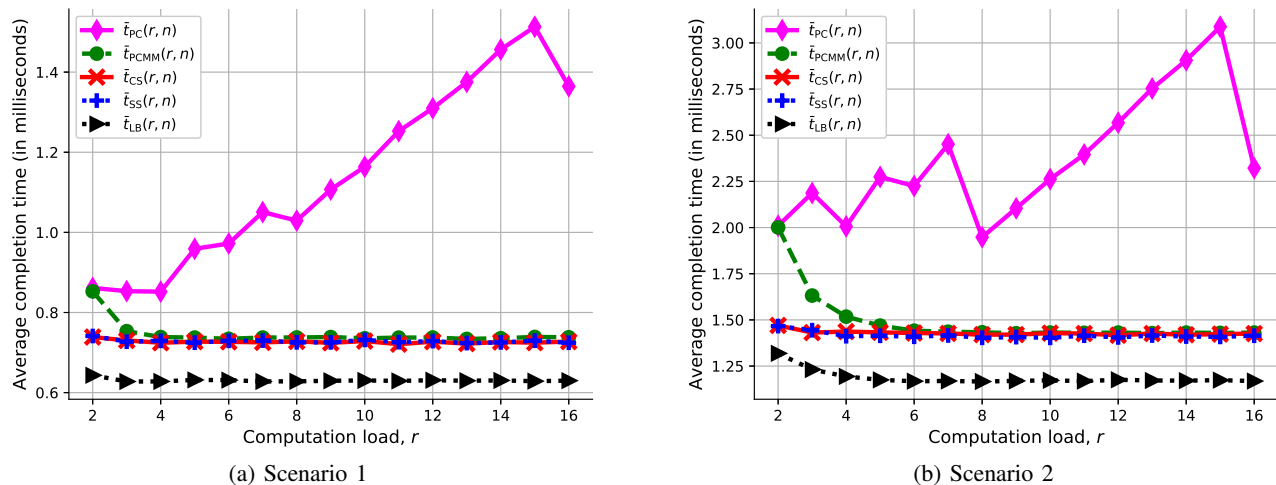 Average completion time (in milliseconds)
1.4
1.2
1.0
0.8
0.6
t̄PC(r, n)
t̄PCMM(r, n)
t̄CS(r, n)
t̄SS(r, n)
t̄LB(r, n)
2 4 6 8 10 12 14 16
Computation load, r
(a) Scenario 1
Average completion time (in milliseconds)
3.00
2.75
2.50
2.25
2.00
1.75
1.50
1.25
t̄PC(r, n)
t̄PCMM(r, n)
t̄CS(r, n)
t̄SS(r, n)
t̄LB(r, n)
2 4 6 8 10 12 14 16
Computation load, r
(b) Scenario 2